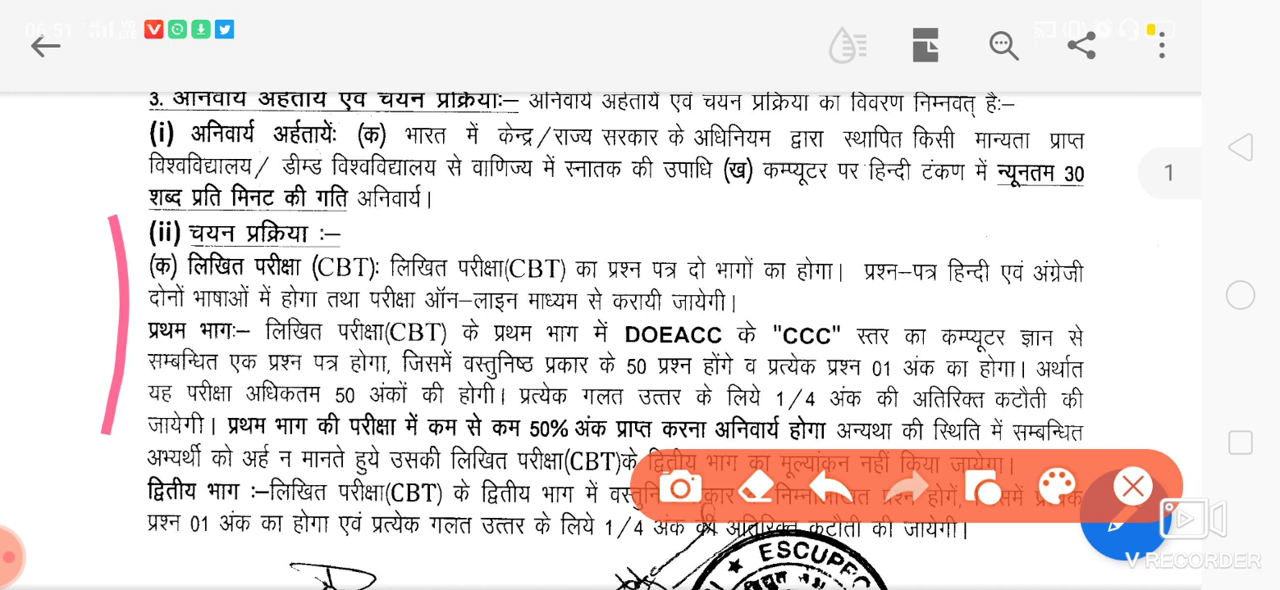 06:51
3. अनिवार्य अर्हतायें एवं चयन प्रक्रियाः– अनिवार्य अर्हतायें एवं चयन प्रक्रिया का विवरण निम्नवत् हैः–
(i) अनिवार्य अर्हतायेंः (क) भारत में केन्द्र/राज्य सरकार के अधिनियम द्वारा स्थापित किसी मान्यता प्राप्त
विश्वविद्यालय/ डीम्ड विश्वविद्यालय से वाणिज्य में स्नातक की उपाधि (ख) कम्प्यूटर पर हिन्दी टंकण में न्यूनतम 30
1
शब्द प्रति मिनट की गति अनिवार्य।
(ii) चयन प्रक्रिया :–
(क) लिखित परीक्षा (CBT): लिखित परीक्षा(CBT) का प्रश्न पत्र दो भागों का होगा। प्रश्न–पत्र हिन्दी एवं अंग्रेजी
दोनों भाषाओं में होगा तथा परीक्षा ऑन–लाइन माध्यम से करायी जायेगी।
प्रथम भागः– लिखित परीक्षा(CBT) के प्रथम भाग में DOEACC के "CCC" स्तर का कम्प्यूटर ज्ञान से
सम्बन्धित एक प्रश्न पत्र होगा, जिसमें वस्तुनिष्ठ प्रकार के 50 प्रश्न होंगे व प्रत्येक प्रश्न 01 अंक का होगा। अर्थात
यह परीक्षा अधिकतम 50 अंकों की होगी। प्रत्येक गलत उत्तर के लिये 1/4 अंक की अतिरिक्त कटौती की
जायेगी। प्रथम भाग की परीक्षा में कम से कम 50% अंक प्राप्त करना अनिवार्य होगा अन्यथा की स्थिति में सम्बन्धित
अभ्यर्थी को अर्ह न मानते हुये उसकी लिखित परीक्षा(CBT)के द्वितीय भाग का मूल्यांकन नहीं किया जायेगा।
द्वितीय भाग :–लिखित परीक्षा(CBT) के द्वितीय भाग में
प्रश्न 01 अंक का होगा एवं प्रत्येक गलत उत्तर के लिये 1/4 अंक की अतिरिक्त कटौती की जायेगी।
V RECORDER